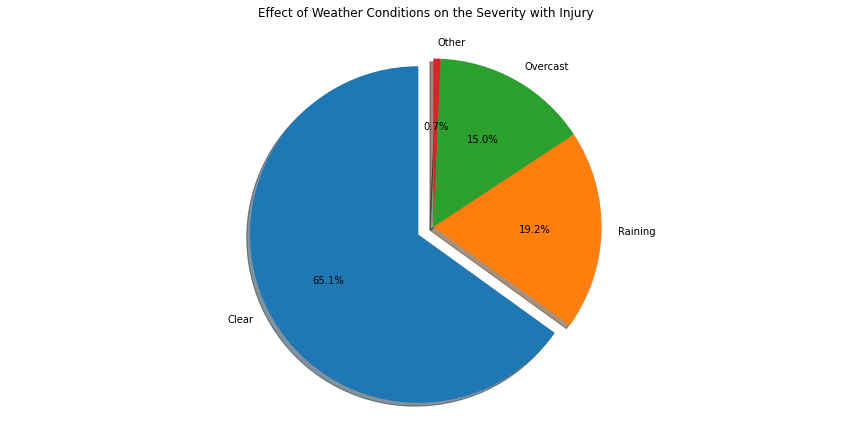 Effect of Weather Conditions on the Severity with Injury
Other
Overcast
0.7%
15.0%
19.2%
Raining
65.1%
Clear